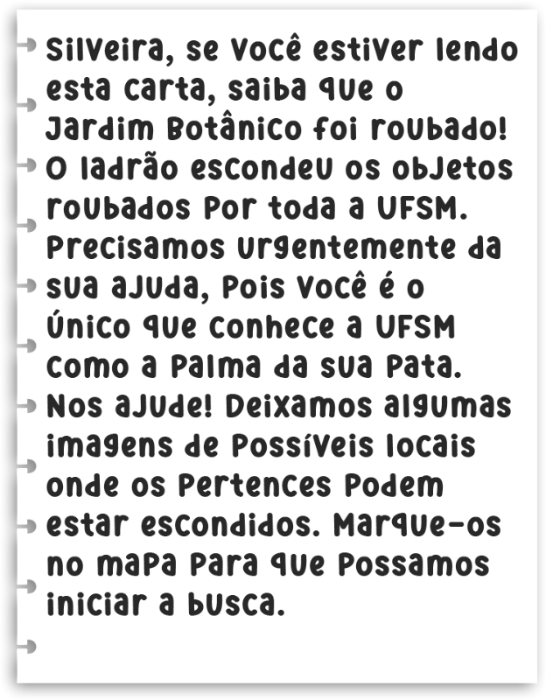 Silveira, se você estiver lendo
esta carta, saiba que o
Jardim Botânico foi roubado!
O ladrão escondeu os objetos
roubados por toda a UFSM.
Precisamos urgentemente da
sua ajuda, pois você é o
único que conhece a UFSM
como a palma da sua pata.
Nos ajude! Deixamos algumas
imagens de possíveis locais
onde os pertences podem
estar escondidos. Marque-os
no mapa para que possamos
iniciar a busca.